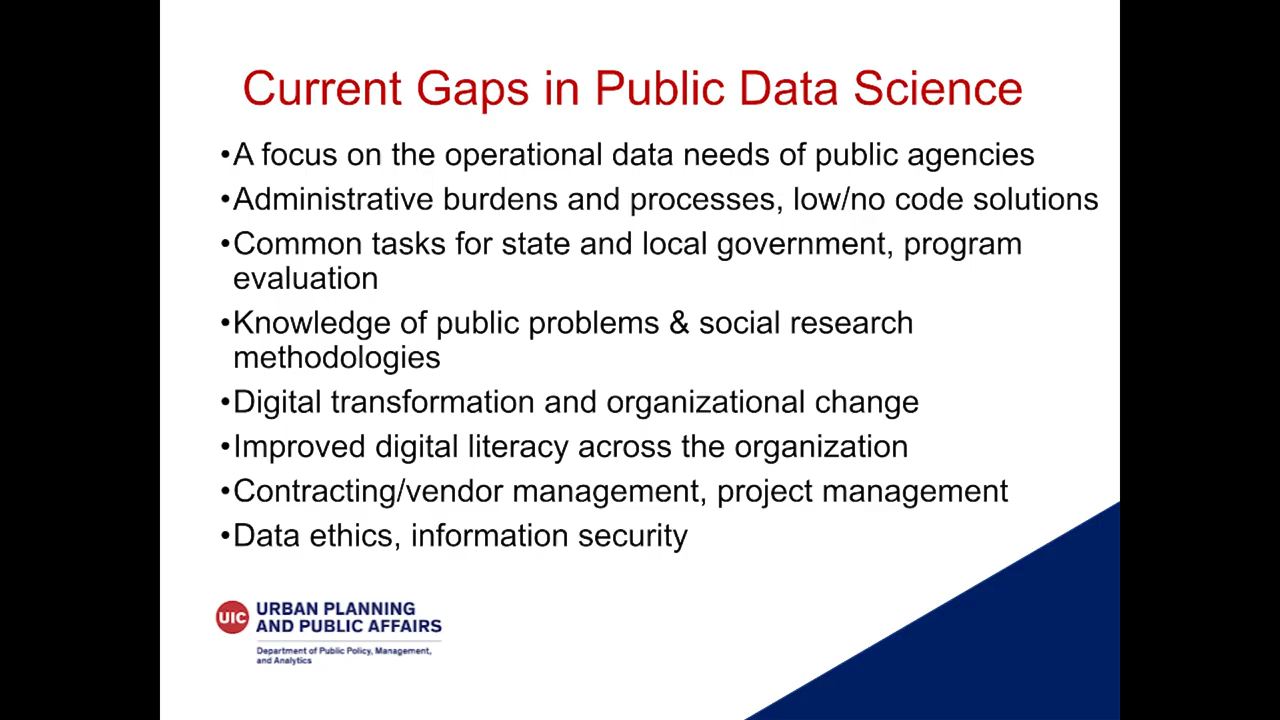 Current Gaps in Public Data Science
•A focus on the operational data needs of public agencies
•Administrative burdens and processes, low/no code solutions
•Common tasks for state and local government, program
evaluation
•Knowledge of public problems & social research
methodologies
•Digital transformation and organizational change
•Improved digital literacy across the organization
•Contracting/vendor management, project management
•Data ethics, information security
UIC
URBAN PLANNING
AND PUBLIC AFFAIRS
Department of Public Policy, Management,
and Analytics